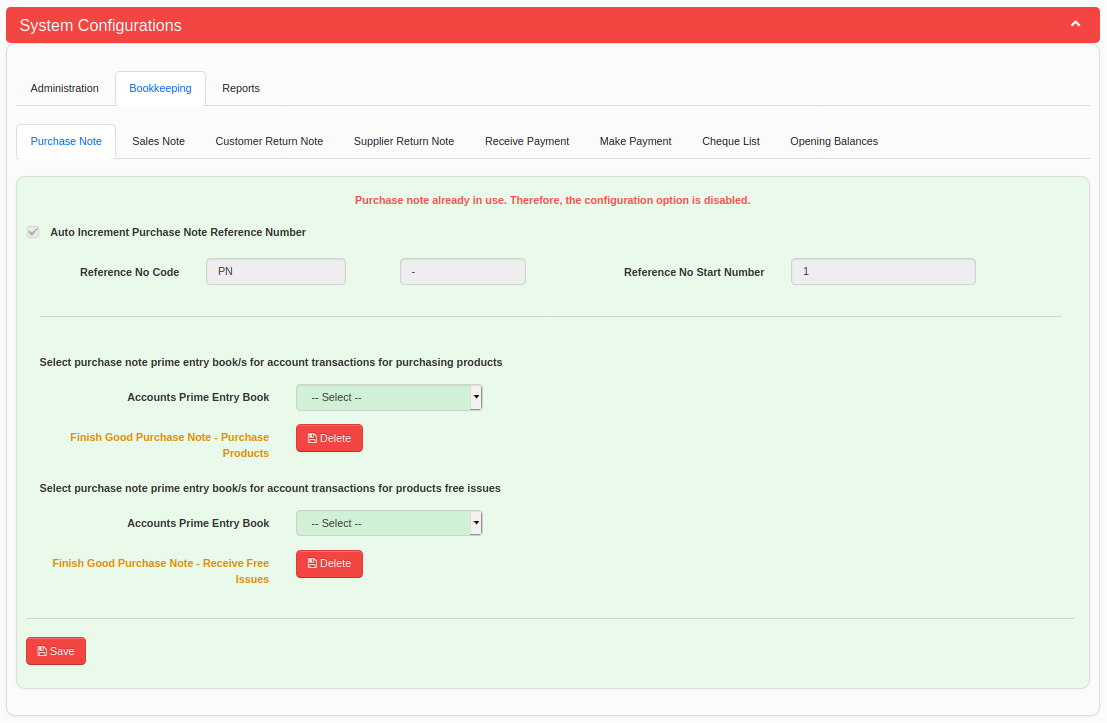 System Configurations
Administration Bookkeeping Reports
Purchase Note Sales Note Customer Return Note Supplier Return Note Receive Payment Make Payment Cheque List Opening Balances
Purchase note already in use. Therefore, the configuration option is disabled.
Auto Increment Purchase Note Reference Number
Reference No Code PN - Reference No Start Number 1
Select purchase note prime entry book/s for account transactions for purchasing products
Accounts Prime Entry Book -- Select --
Finish Good Purchase Note - Purchase
Products
Delete
Select purchase note prime entry book/s for account transactions for products free issues
Accounts Prime Entry Book -- Select --
Finish Good Purchase Note - Receive Free
Issues
Delete
Save